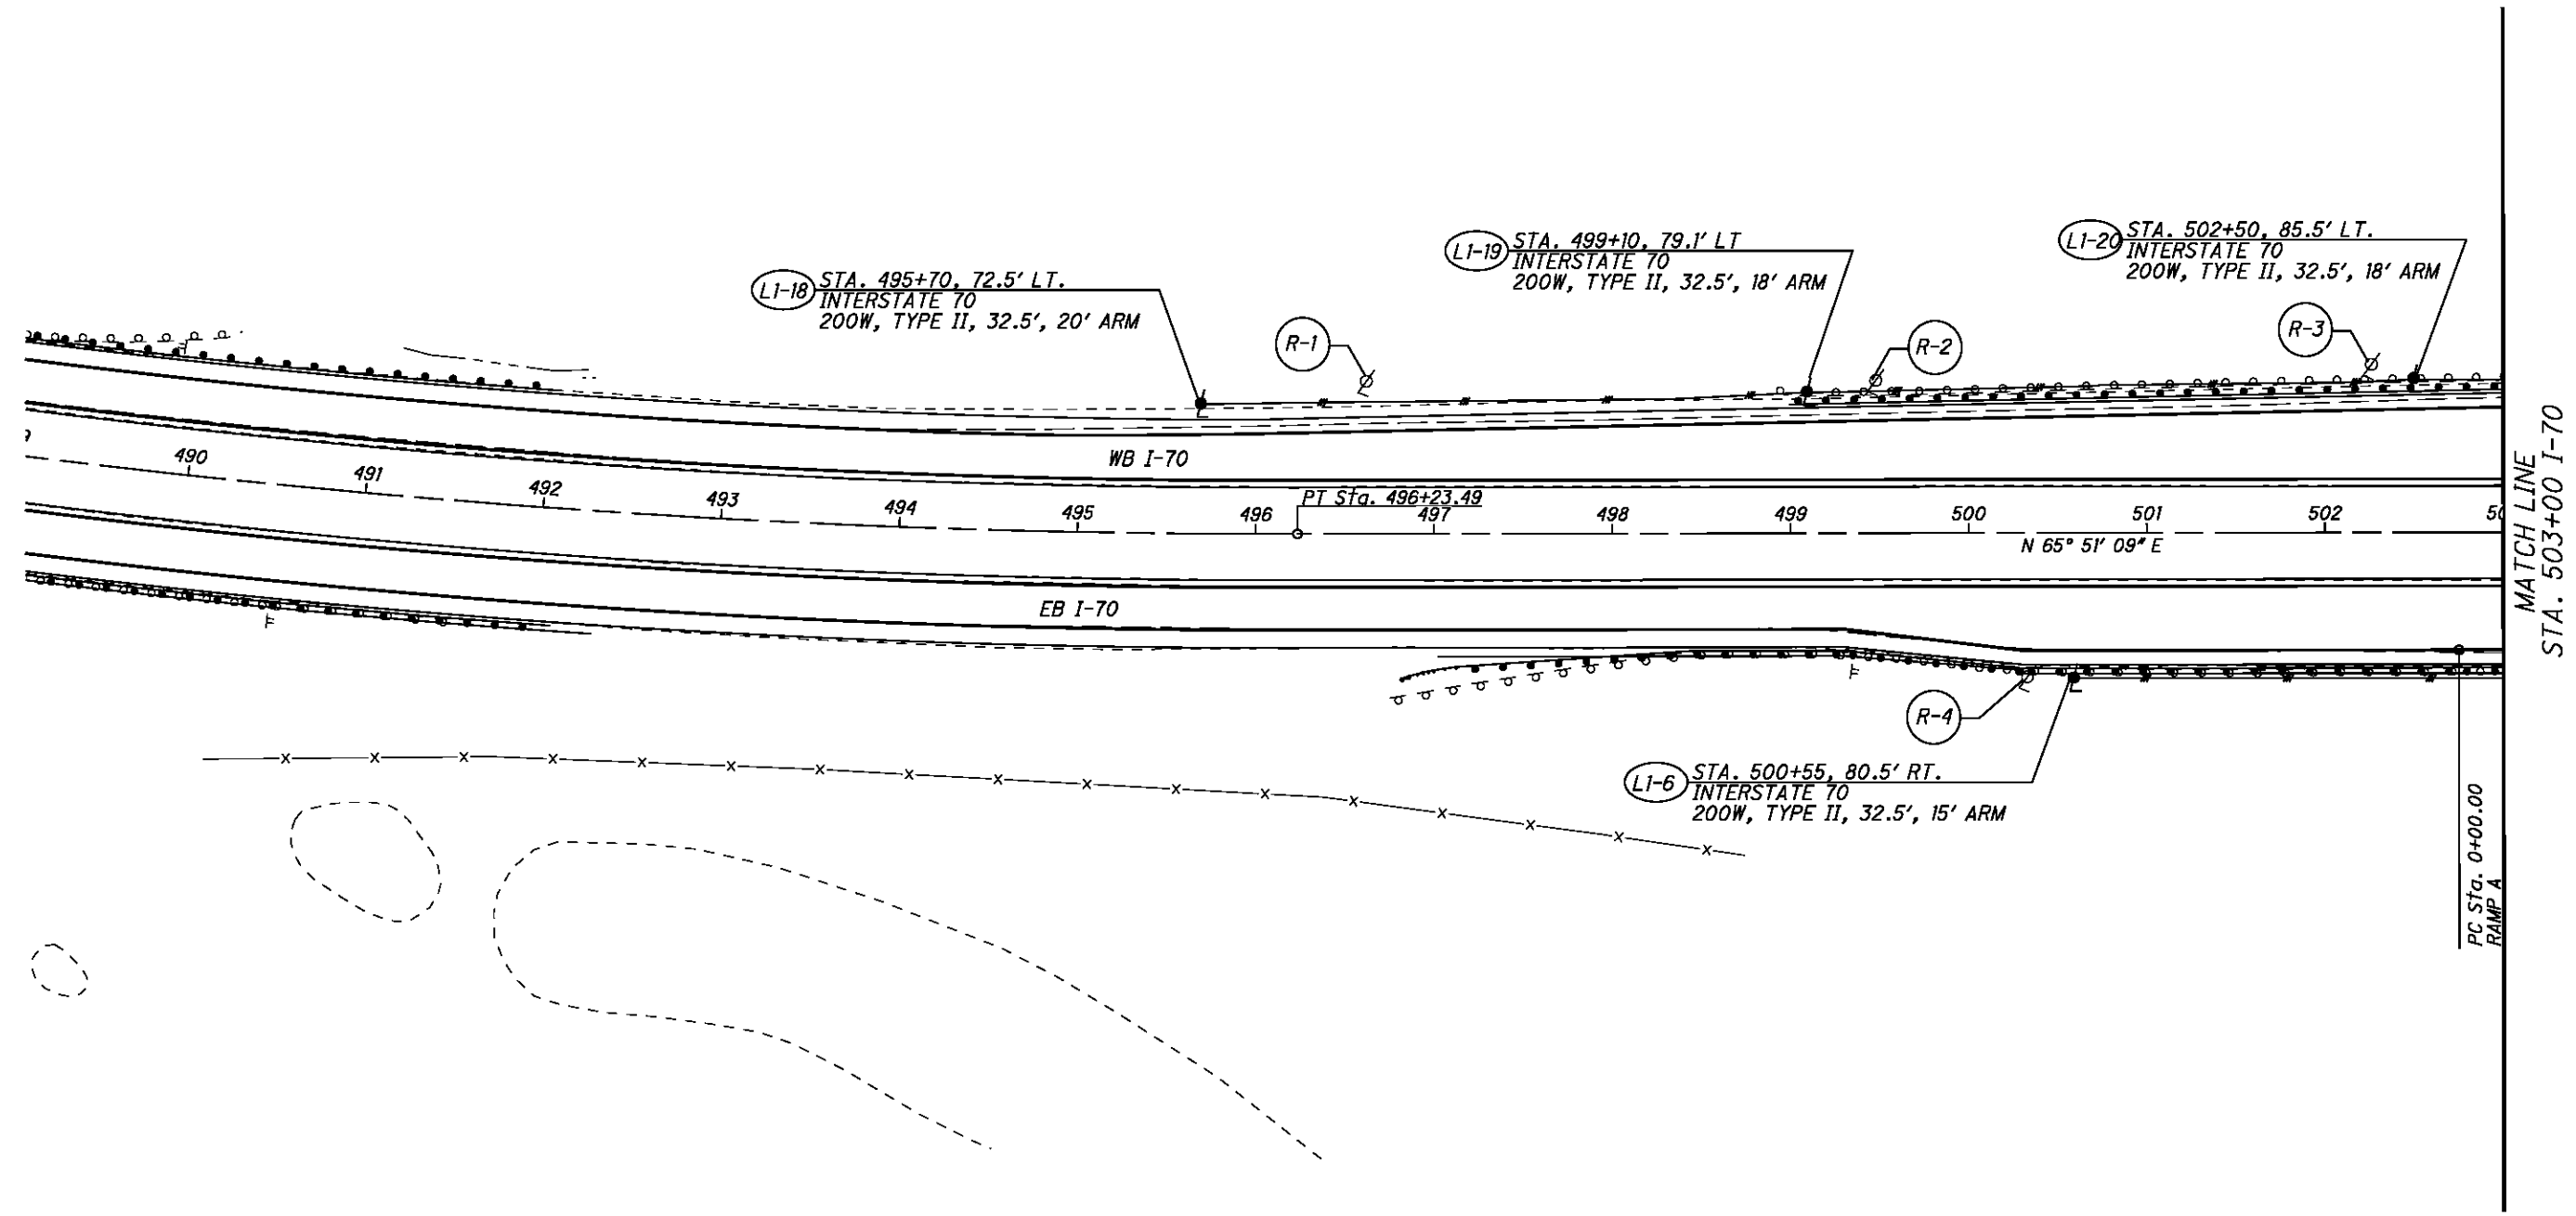 L1-18
STA. 495+70, 72.5' LT.
INTERSTATE 70
200W, TYPE II, 32.5', 20' ARM
R-1
L1-19
STA. 499+10, 79.1' LT
INTERSTATE 70
200W, TYPE II, 32.5', 18' ARM
R-2
L1-20
STA. 502+50, 85.5' LT.
INTERSTATE 70
200W, TYPE II, 32.5', 18' ARM
R-3
WB I-70
490
491
492
493
494
495
496
PT Sta. 496+23.49
497
498
499
500
501
502
N 65° 51' 09" E
EB I-70
R-4
L1-6
STA. 500+55, 80.5' RT.
INTERSTATE 70
200W, TYPE II, 32.5', 15' ARM
PC Sta. 0+00.00
RAMP A
MATCH LINE
STA. 503+00 I-70